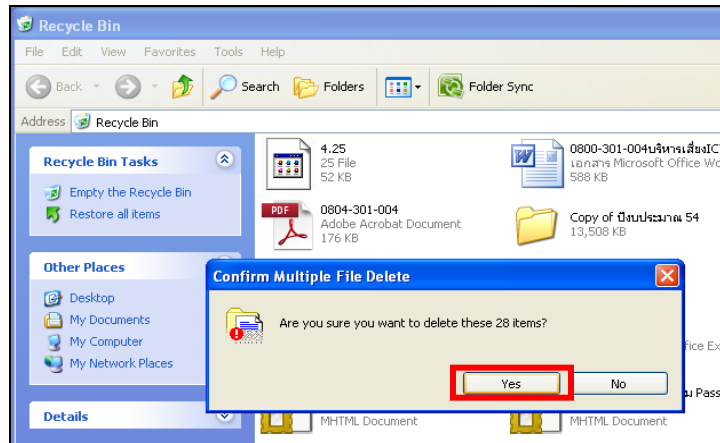 Recycle Bin
File Edit View Favorites Tools Help
Back Search Folders Folder Sync
Address Recycle Bin
Recycle Bin Tasks
Empty the Recycle Bin
Restore all items
Other Places
Desktop
My Documents
My Computer
My Network Places
Details
4.25
25 File
52 KB
0800-301-004บริหารเสี่ยงIC
เอกสาร Microsoft Office Wo
588 KB
PDF
0804-301-004
Adobe Acrobat Document
176 KB
Copy of ปีงบประมาณ 54
13,508 KB
Confirm Multiple File Delete
Are you sure you want to delete these 28 items?
Yes No
fice Ex
Pass
MHTML Document
MHTML Document